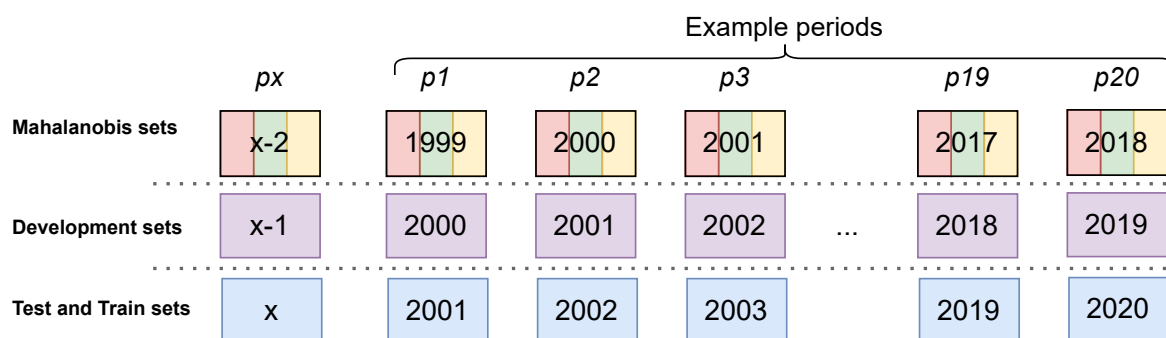 Example periods
px p1 p2 p3 p19 p20
Mahalanobis sets x-2 1999 2000 2001 2017 2018
Development sets x-1 2000 2001 2002 ... 2018 2019
Test and Train sets x 2001 2002 2003 2019 2020